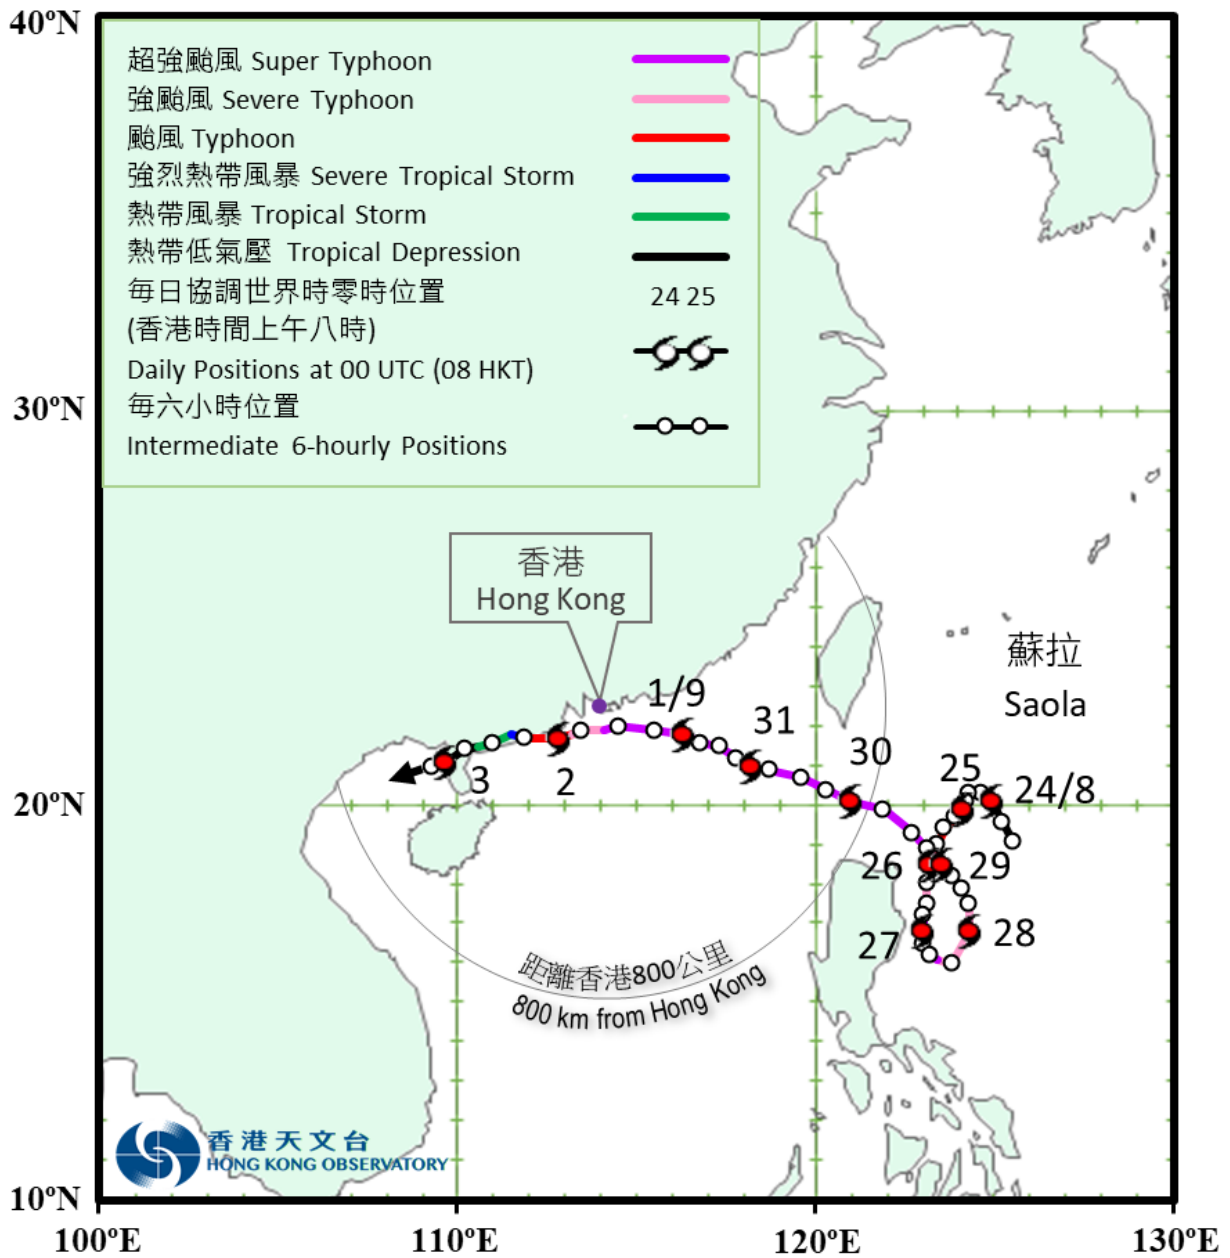 40ºN
超強颱風 Super Typhoon
強颱風 Severe Typhoon
颱風 Typhoon
強烈熱帶風暴 Severe Tropical Storm
熱帶風暴 Tropical Storm
熱帶低氣壓 Tropical Depression
毎日協調世界時零時位置
24 25
(香港時間上午八時)
Daily Positions at 00 UTC (08 HKT)
毎六小時位置
Intermediate 6-hourly Positions
30ºN
香港
Hong Kong
蘇拉
Saola
1/9
31
30
25
24/8
3
2
20ºN
26
29
27
28
距離香港800公里
800 km from Hong Kong
香港天文台
HONG KONG OBSERVATORY
10ºN
100ºE
110ºE
120ºE
130ºE